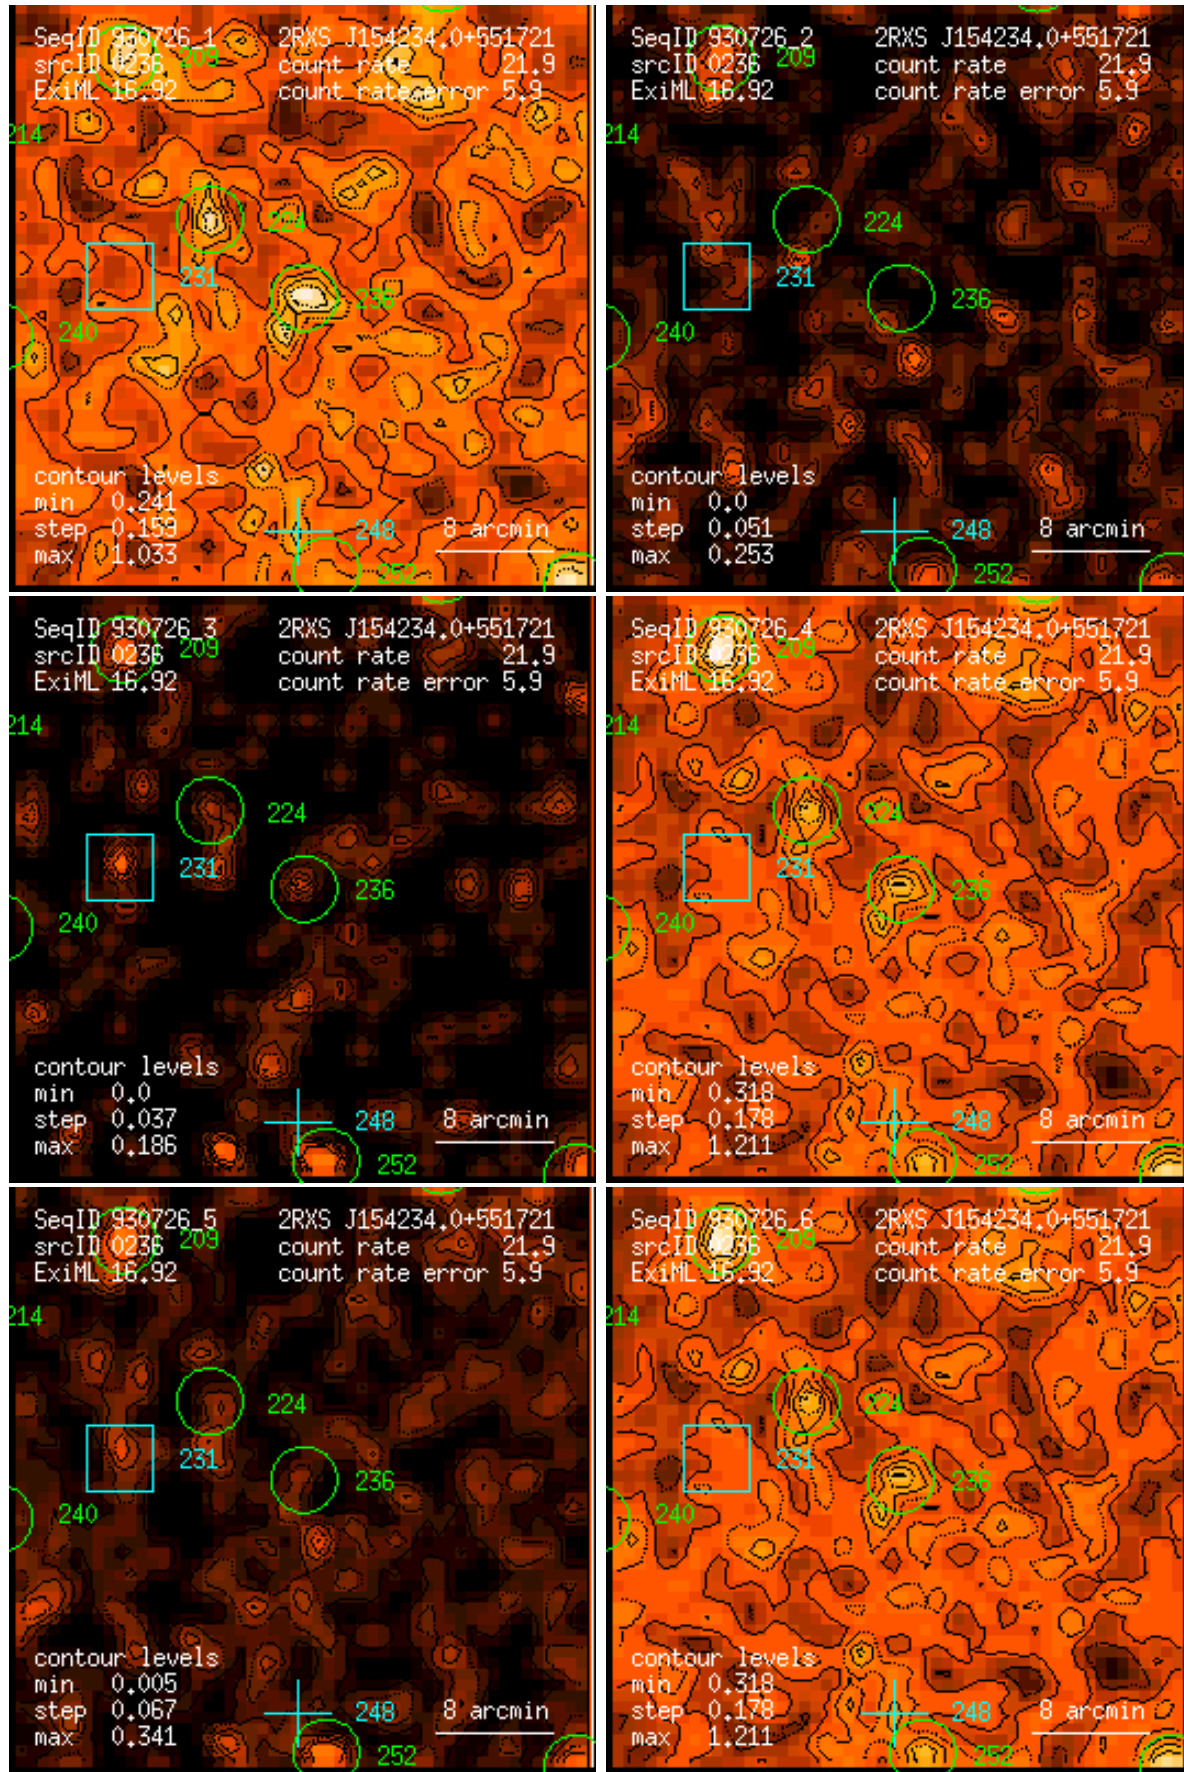 SeqID 930726_1 2RXS J154234.0+551721
srcID 0236 209 count rate 21.9
ExiML 16.92 count rate error 5.9
214
224
231
236
240
contour levels
min 0.241
step 0.159 248 8 arcmin
max 1.033 252
SeqID 930726_2 2RXS J154234.0+551721
srcID 0236 209 count rate 21.9
ExiML 16.92 count rate error 5.9
214
224
231
236
240
contour levels
min 0.0
step 0.051 248 8 arcmin
max 0.253 252
SeqID 930726_3 2RXS J154234.0+551721
srcID 0236 209 count rate 21.9
ExiML 16.92 count rate error 5.9
214
224
231
236
240
contour levels
min 0.0
step 0.037 248 8 arcmin
max 0.186 252
SeqID 930726_4 2RXS J154234.0+551721
srcID 0236 209 count rate 21.9
ExiML 16.92 count rate error 5.9
214
224
231
236
240
contour levels
min 0.318
step 0.178 248 8 arcmin
max 1.211 252
SeqID 930726_5 2RXS J154234.0+551721
srcID 0236 209 count rate 21.9
ExiML 16.92 count rate error 5.9
214
224
231
236
240
contour levels
min 0.005
step 0.067 248 8 arcmin
max 0.341 252
SeqID 930726_6 2RXS J154234.0+551721
srcID 0236 209 count rate 21.9
ExiML 16.92 count rate error 5.9
214
224
231
236
240
contour levels
min 0.318
step 0.178 248 8 arcmin
max 1.211 252